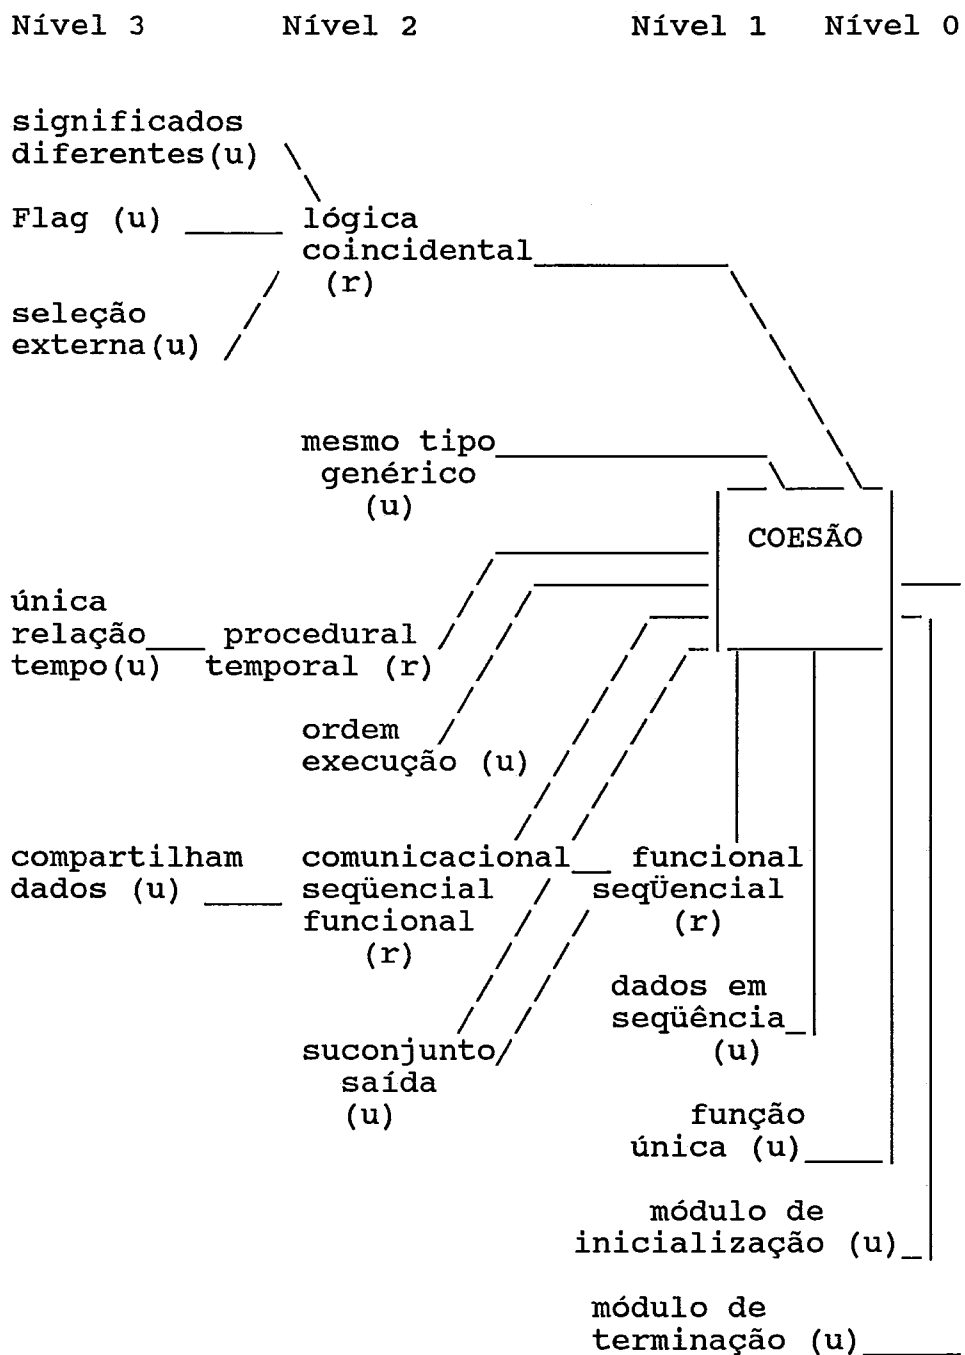 Nível 3 Nível 2 Nível 1 Nível 0
significados
diferentes(u)
Flag (u) lógica
coincidental
(r)
seleção
externa(u)
mesmo tipo
genérico
(u)
COESÃO
única
relação procedural
tempo(u) temporal (r)
ordem
execução (u)
compartilham comunicacional funcional
dados (u) seqüencial seqÜencial
funcional (r)
(r)
dados em
seqüência
suconjunto (u)
saída
(u) função
única (u)
módulo de
inicialização (u)
módulo de
terminação (u)